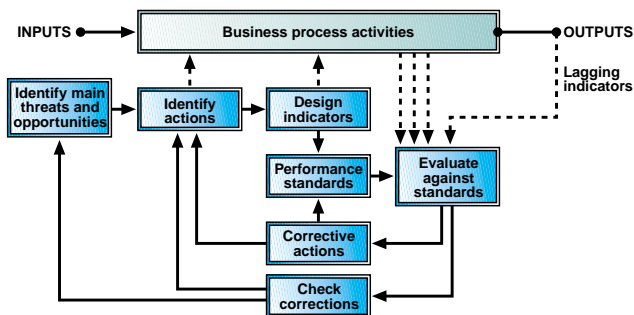 INPUTS
Business process activities
OUTPUTS
Lagging
indicators
Identify main
threats and
opportunities
Identify
actions
Design
indicators
Performance
standards
Evaluate
against
standards
Corrective
actions
Check
corrections